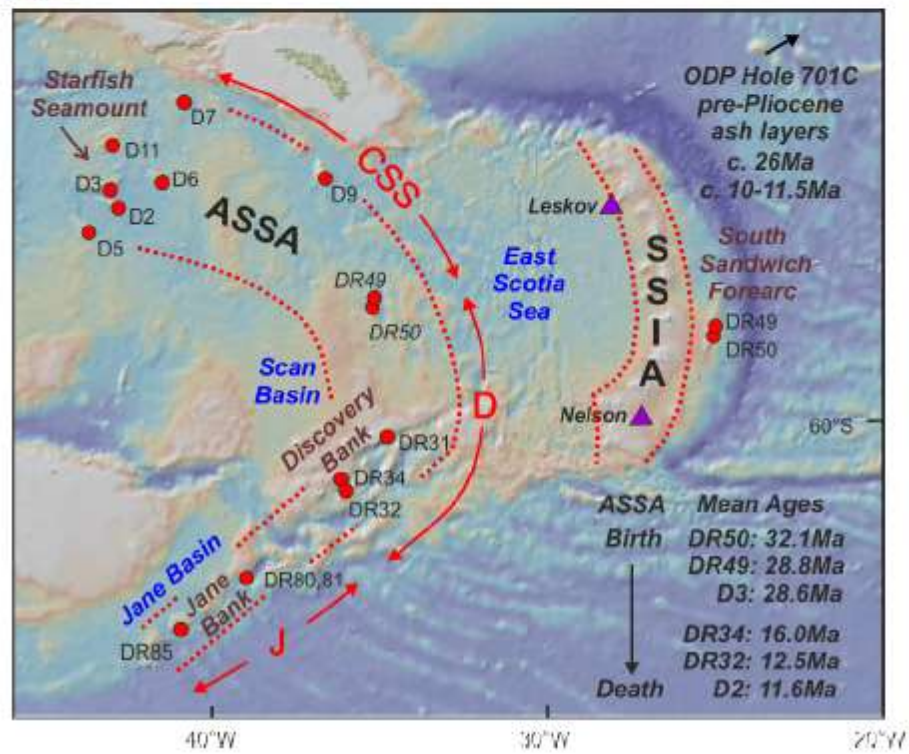 Starfish
Seamount
D7
D11
D3
D6
D2
D5
D9
CSS
ASSA
DR49
DR50
East
Scotia
Sea
Scan
Basin
Discovery
Bank
DR31
DR34
DR32
D
Jane Basin
Jane
Bank
DR80,81
DR85
J
Leskov
Nelson
S
S
I
A
ODP Hole 701C
pre-Pliocene
ash layers
c. 26Ma
c. 10-11.5Ma
South
Sandwich
Forearc
DR49
DR50
60°S
ASSA Mean Ages
Birth DR50: 32.1Ma
DR49: 28.8Ma
D3: 28.6Ma
DR34: 16.0Ma
DR32: 12.5Ma
Death D2: 11.6Ma
40°W 30°W 20°W